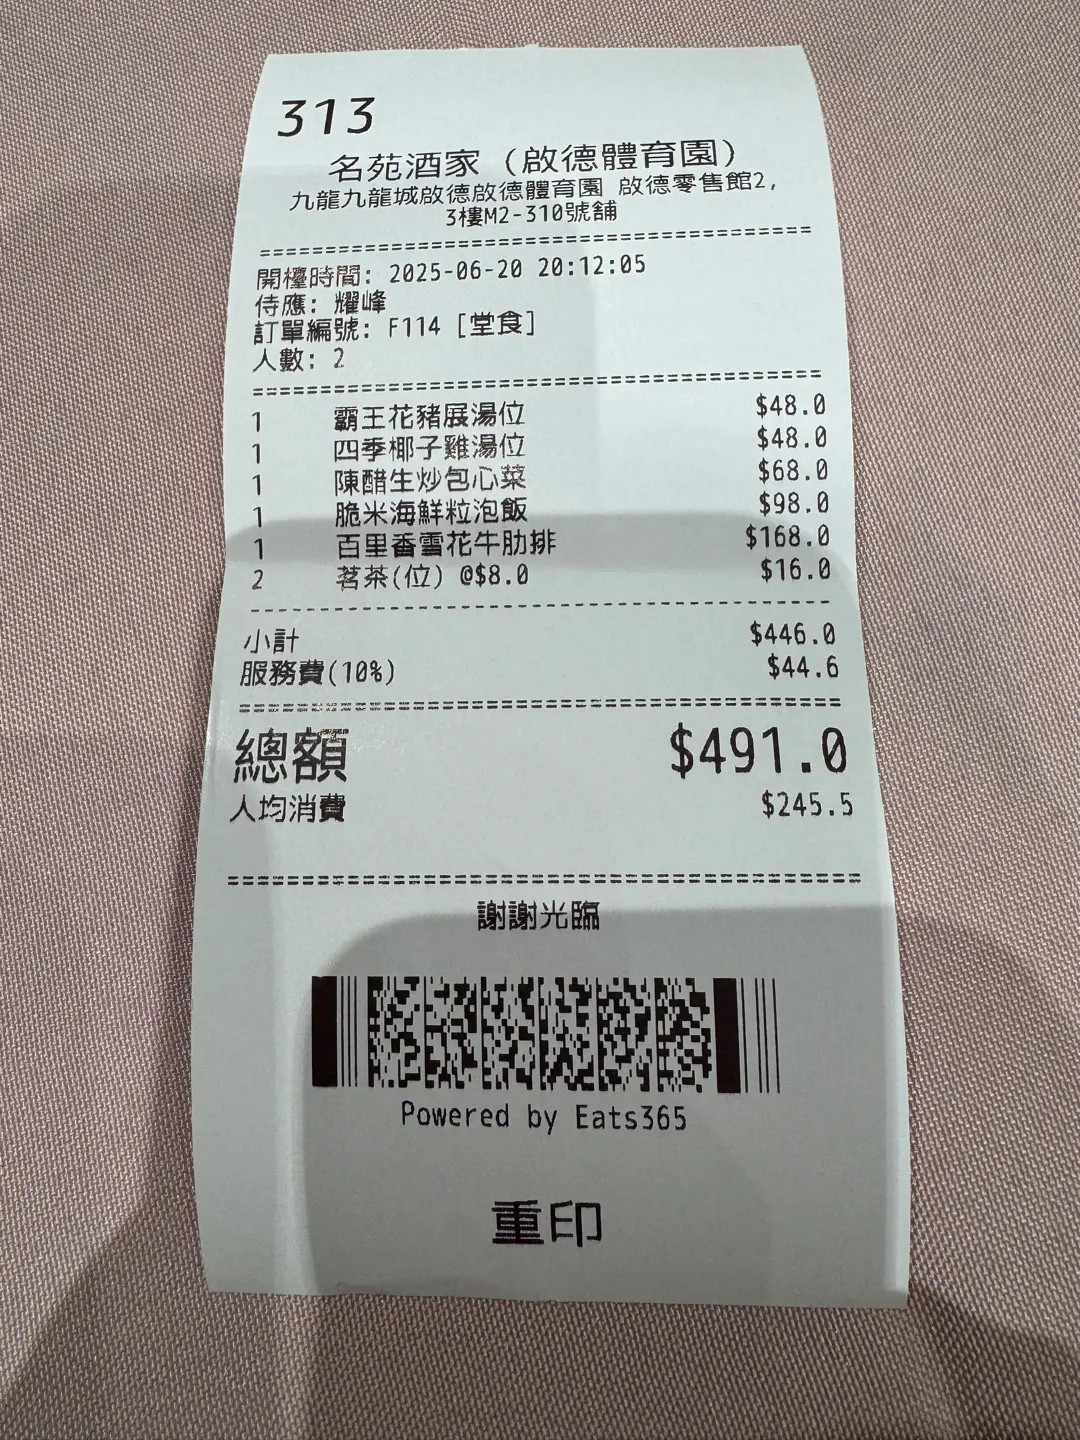 313
名苑酒家 (啟德體育園)
九龍九龍城啟德啟德體育園 啟德零售館2,
3樓M2-310號舖
開檯時間: 2025-06-20 20:12:05
侍應: 耀峰
訂單編號: F114 [堂食]
人數: 2
1 霸王花豬展湯位 $48.0
1 四季椰子雞湯位 $48.0
1 陳醋生炒包心菜 $68.0
1 脆米海鮮粒泡飯 $98.0
1 百里香雪花牛肋排 $168.0
2 茗茶(位) @$8.0 $16.0
小計 $446.0
服務費(10%) $44.6
總額 $491.0
人均消費 $245.5
謝謝光臨
Powered by Eats365
重印